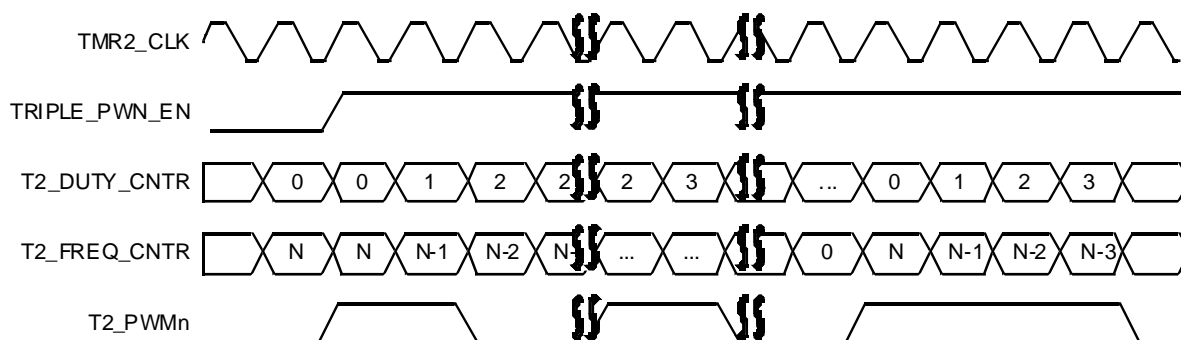 TMR2_CLK
TRIPLE_PWN_EN
T2_DUTY_CNTR 0 0 1 2 2 2 3 ... 0 1 2 3
T2_FREQ_CNTR N N N-1 N-2 N- ... ... 0 N N-1 N-2 N-3
T2_PWMn